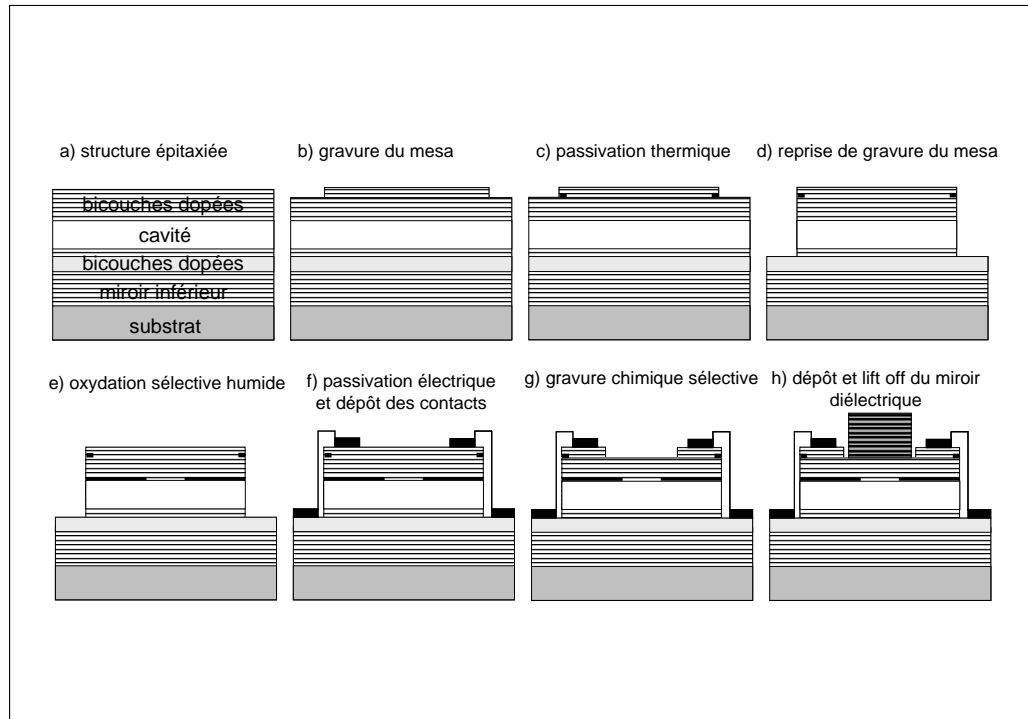 a) structure épitaxiée
b) gravure du mesa
c) passivation thermique
d) reprise de gravure du mesa
bicouches dopées
cavité
bicouches dopées
miroir inférieur
substrat
e) oxydation sélective humide
f) passivation électrique
et dépôt des contacts
g) gravure chimique sélective
h) dépôt et lift off du miroir
diélectrique